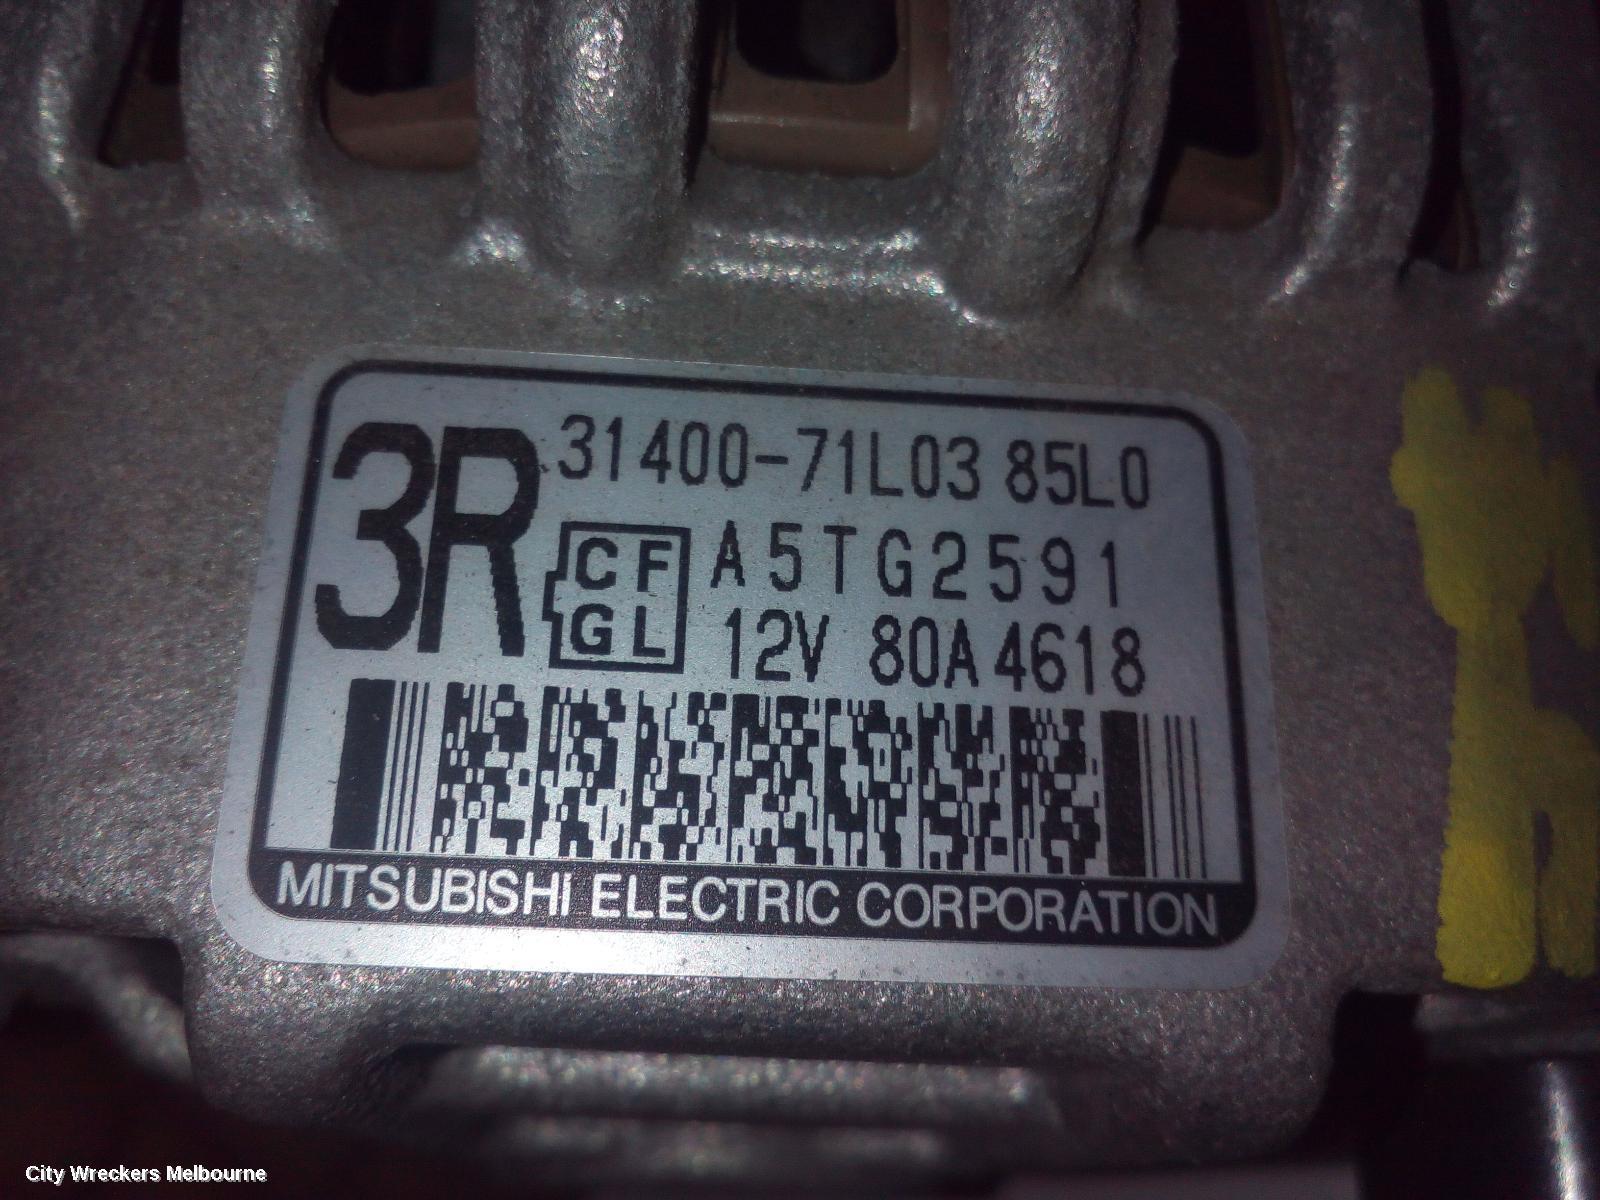 3R
31400-71L03 85L0
CF
GL
A5TG2591
12V 80A 4618
MITSUBISHI ELECTRIC CORPORATION
City Wreckers Melbourne